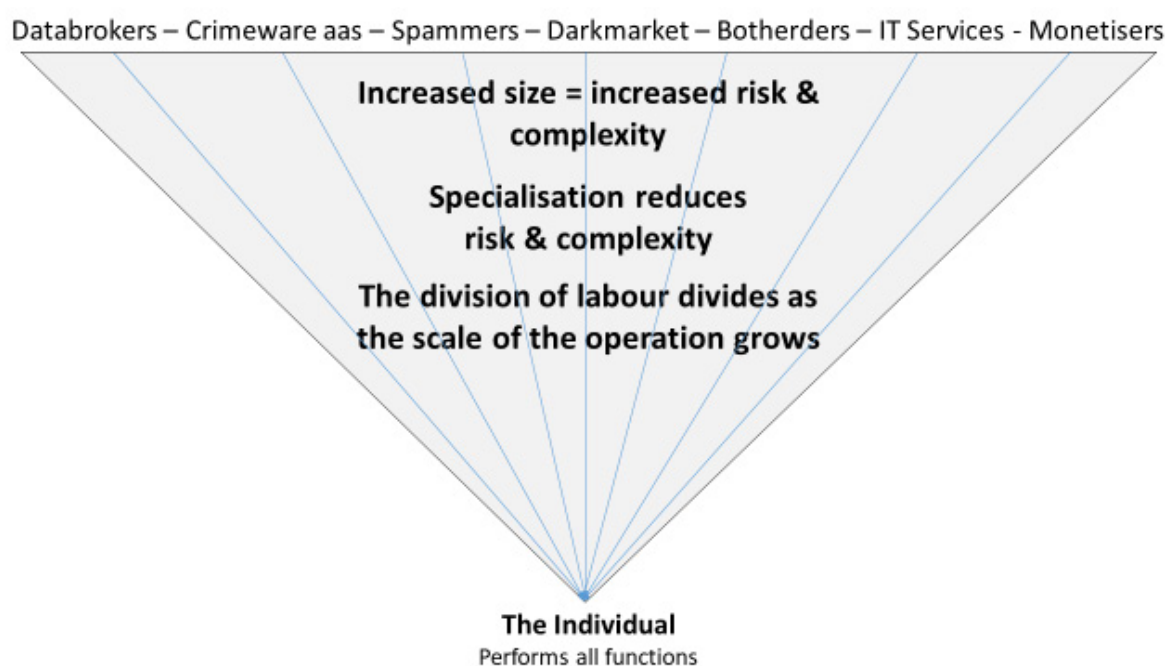 Databrokers – Crimeware aas – Spammers – Darkmarket – Botherders – IT Services - Monetisers
Increased size = increased risk &
complexity
Specialisation reduces
risk & complexity
The division of labour divides as
the scale of the operation grows
The Individual
Performs all functions